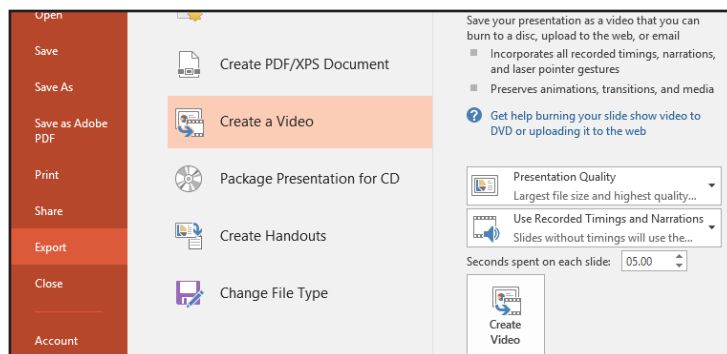 Open
Save
Save As
Save as Adobe
PDF
Print
Share
Export
Close
Account
Create PDF/XPS Document
Create a Video
Package Presentation for CD
Create Handouts
Change File Type
Save your presentation as a video that you can
burn to a disc, upload to the web, or email
Incorporates all recorded timings, narrations,
and laser pointer gestures
Preserves animations, transitions, and media
Get help burning your slide show video to
DVD or uploading it to the web
Presentation Quality
Largest file size and highest quality...
Use Recorded Timings and Narrations
Slides without timings will use the...
Seconds spent on each slide: 05.00
Create
Video